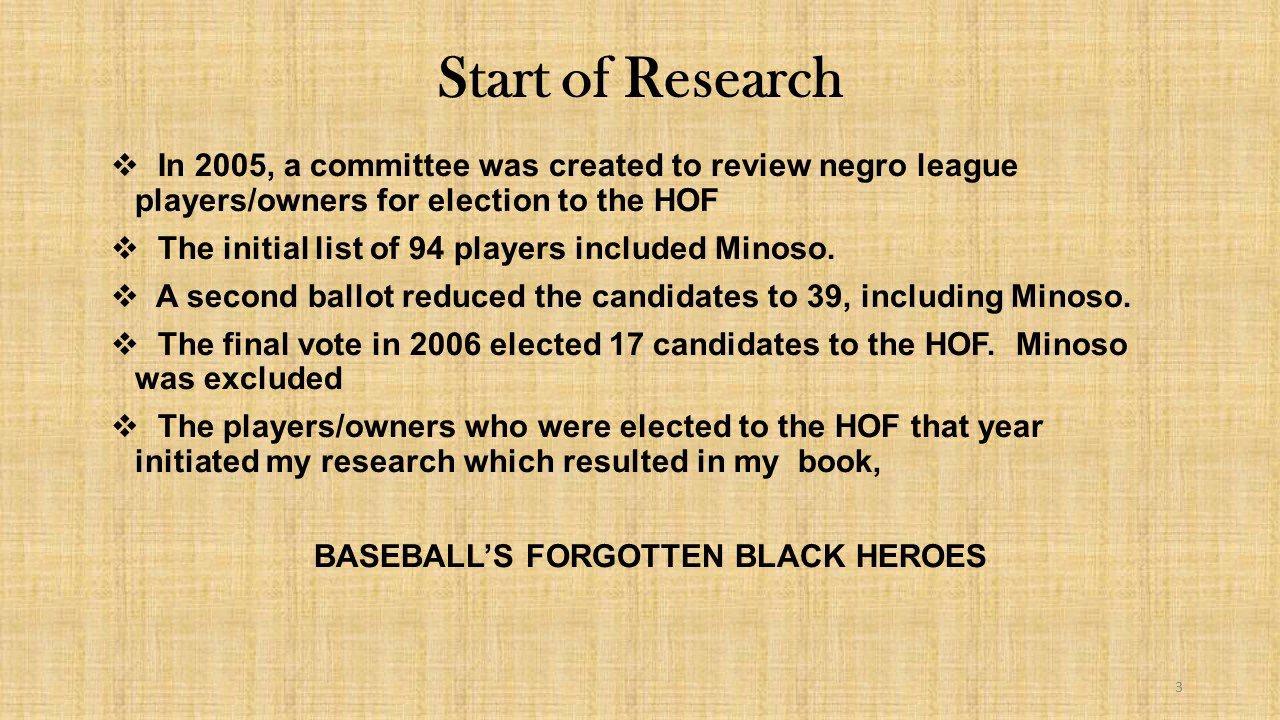 Start of Research
❖ In 2005, a committee was created to review negro league
players/owners for election to the HOF
❖ The initial list of 94 players included Minoso.
❖ A second ballot reduced the candidates to 39, including Minoso.
❖ The final vote in 2006 elected 17 candidates to the HOF. Minoso
was excluded
❖ The players/owners who were elected to the HOF that year
initiated my research which resulted in my book,
BASEBALL’S FORGOTTEN BLACK HEROES
3